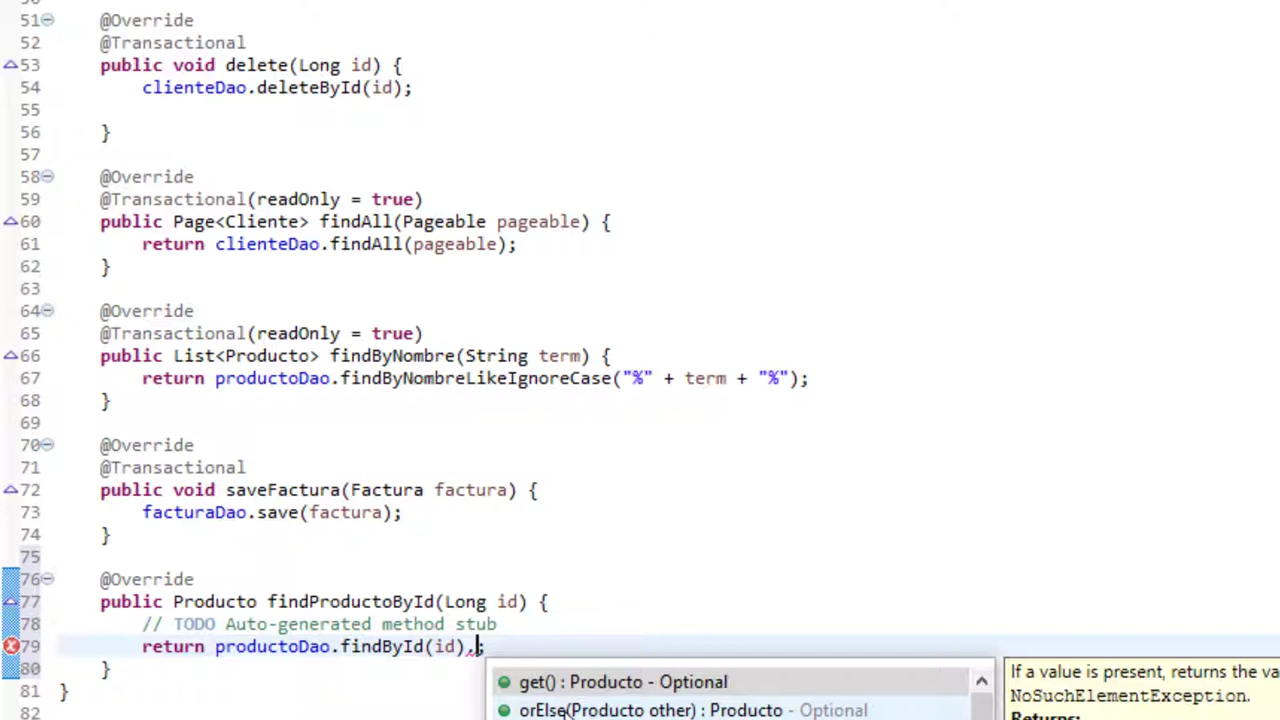 51 @Override
52 @Transactional
53 public void delete(Long id) {
54 clienteDao.deleteById(id);
55
56 }
57
58 @Override
59 @Transactional(readOnly = true)
60 public Page<Cliente> findAll(Pageable pageable) {
61 return clienteDao.findAll(pageable);
62 }
63
64 @Override
65 @Transactional(readOnly = true)
66 public List<Producto> findByNombre(String term) {
67 return productoDao.findByNombreLikeIgnoreCase("%" + term + "%");
68 }
69
70 @Override
71 @Transactional
72 public void saveFactura(Factura factura) {
73 facturaDao.save(factura);
74 }
75
76 @Override
77 public Producto findProductoById(Long id) {
78 // TODO Auto-generated method stub
79 return productoDao.findById(id).;
80 }
81 }
82
get() : Producto - Optional
orElse(Producto other) : Producto - Optional
If a value is present, returns the va
NoSuchElementException.
Returns: